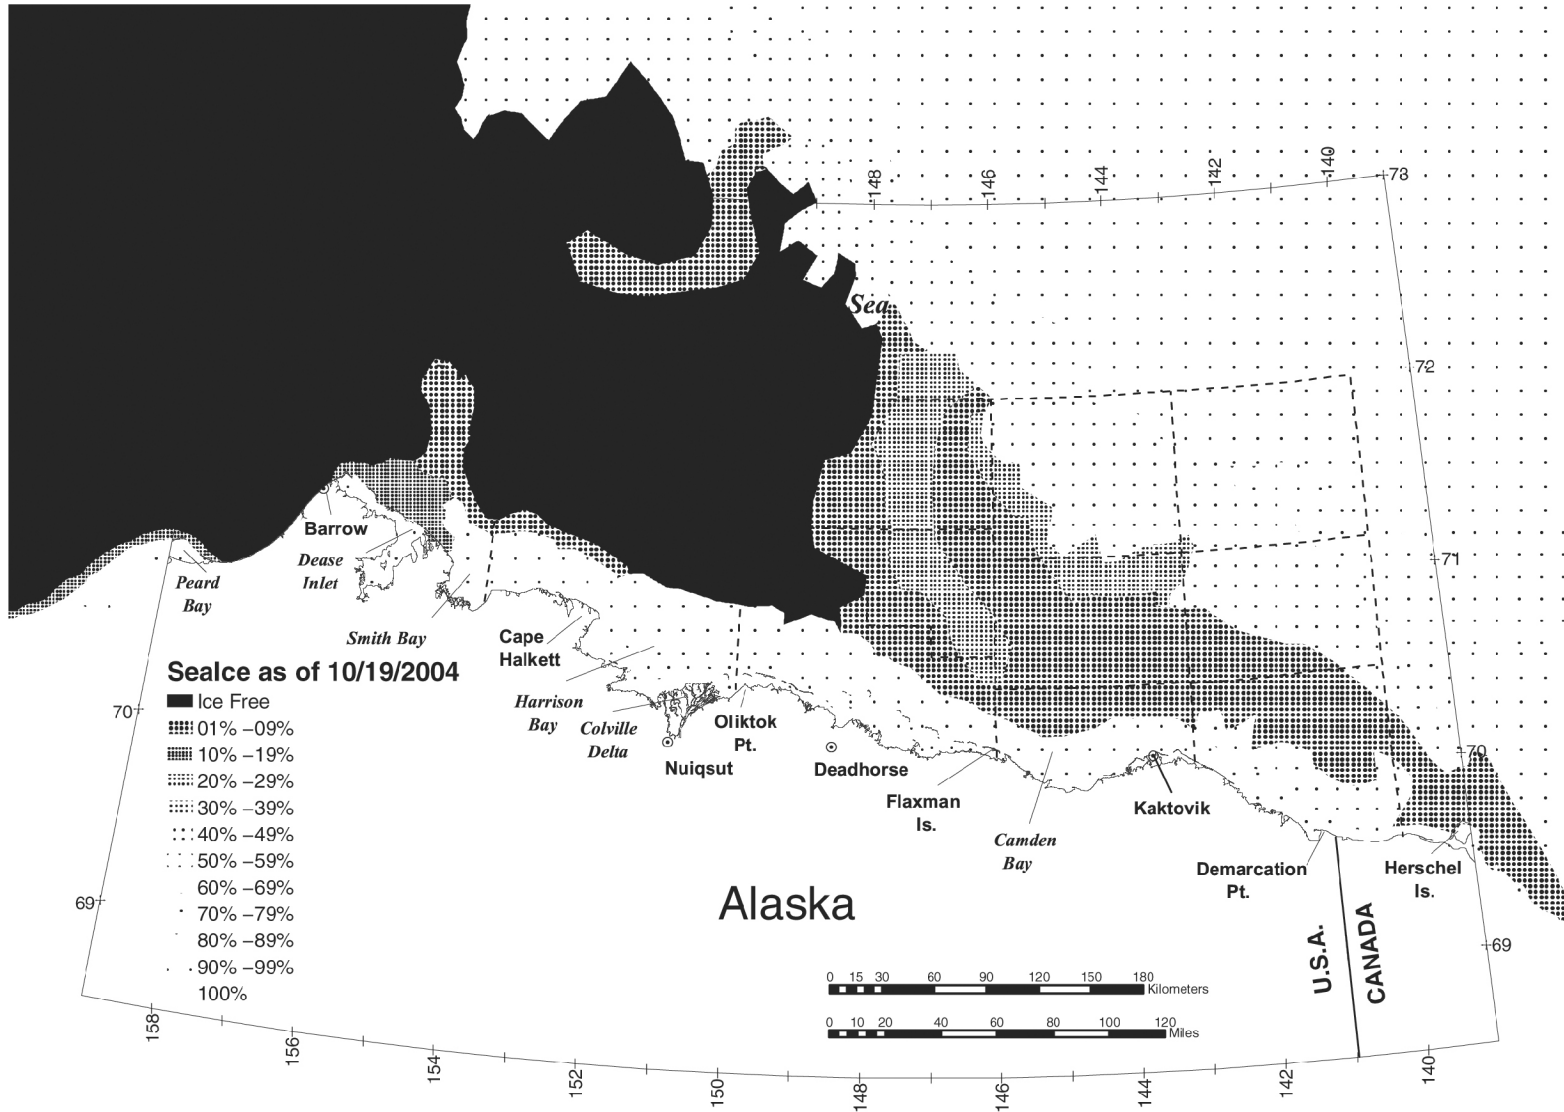 148
146
144
142
140
73
Sea
72
71
Barrow
Dease
Inlet
Peard
Bay
Smith Bay
Cape
Halkett
SeaIce as of 10/19/2004
Ice Free
01% –09%
10% –19%
20% –29%
30% –39%
40% –49%
50% –59%
60% –69%
70% –79%
80% –89%
90% –99%
100%
70
69
Harrison
Bay
Colville
Delta
Oliktok
Pt.
Nuiqsut
Deadhorse
Flaxman
Is.
Camden
Bay
Kaktovik
70
Demarcation
Pt.
Herschel
Is.
Alaska
U.S.A.
CANADA
69
0 15 30 60 90 120 150 180
Kilometers
0 10 20 40 60 80 100 120
Miles
158
156
154
152
150
148
146
144
142
140